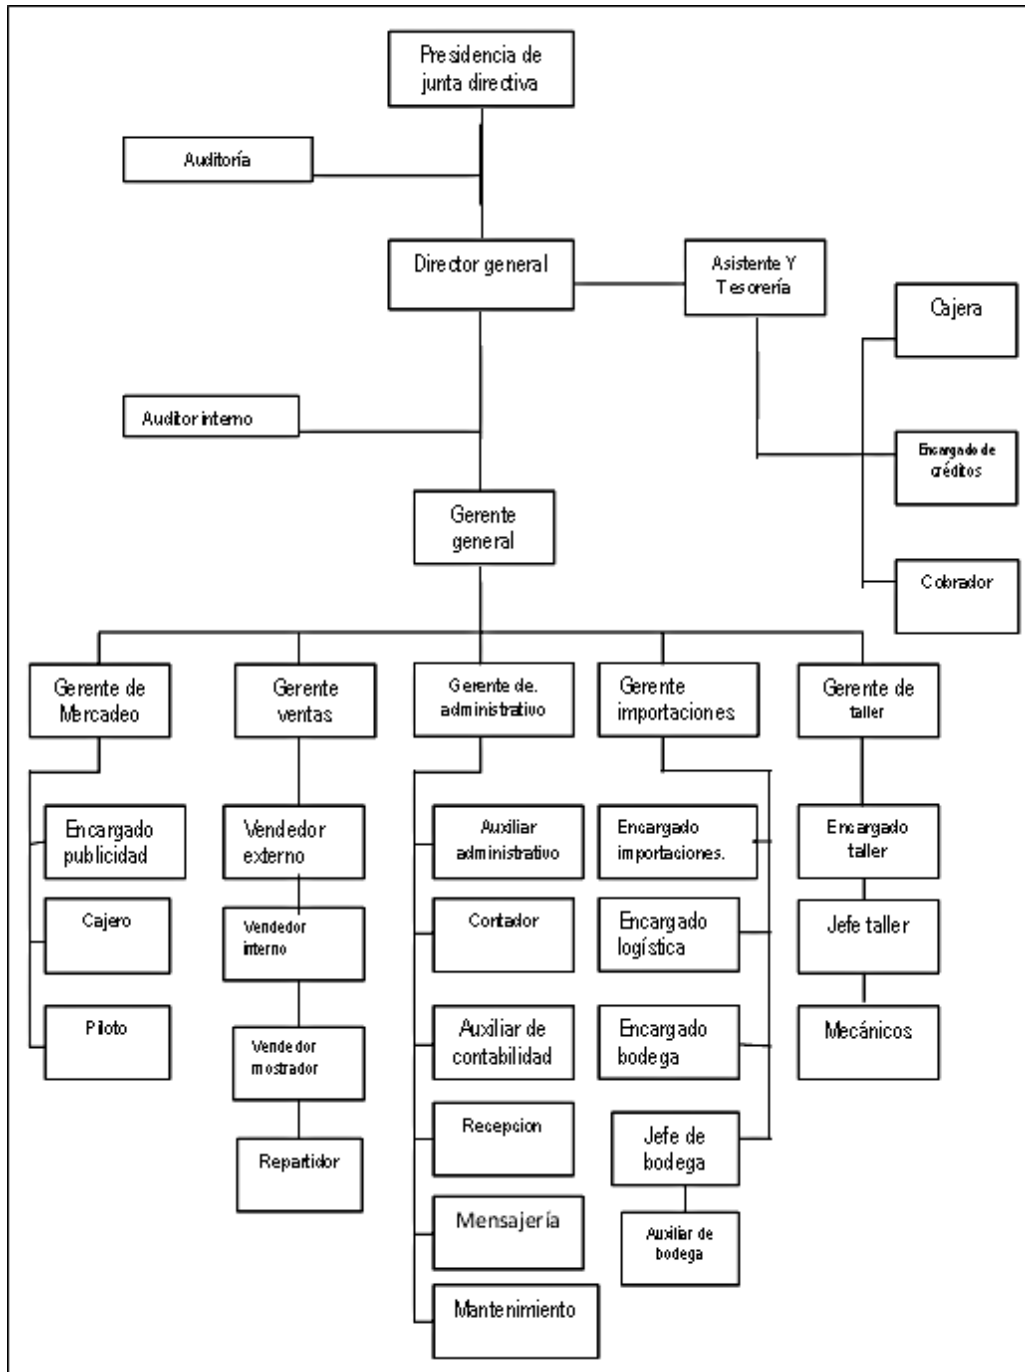 Presidencia de
junta directiva
Auditoría
Director general
Asistente Y
Tesorería
Cajera
Auditor interno
Encargado de
créditos
Gerente
general
Cobrador
Gerente de
Mercadeo
Gerente
ventas
Gerente de.
administrativo
Gerente
importaciones
Gerente de
taller
Encargado
publicidad
Vendedor
externo
Auxiliar
administrativo
Encargado
importaciones.
Encargado
taller
Cajero
Vendedor
interno
Contador
Encargado
logística
Jefe taller
Piloto
Vendedor
mostrador
Auxiliar de
contabilidad
Encargado
bodega
Mecánicos
Repartidor
Recepcion
Jefe de
bodega
Mensajería
Auxiliar de
bodega
Mantenimiento